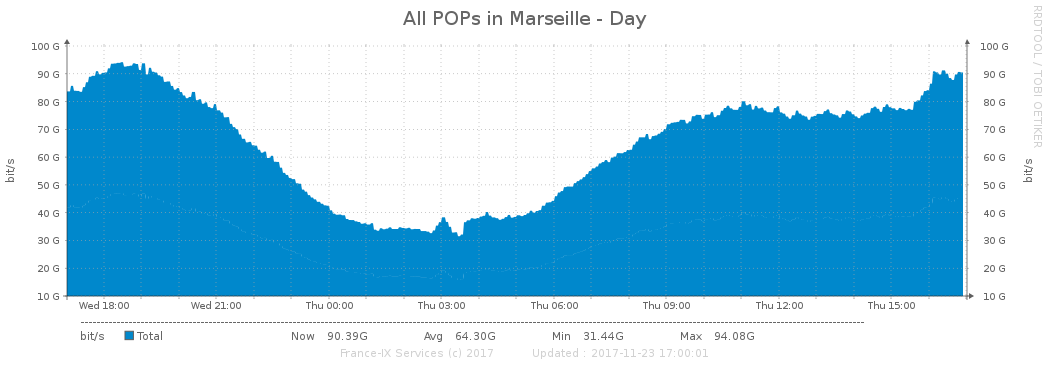 All POPs in Marseille - Day
RRDTOOL / TOBI OETIKER
bit/s
100 G
90 G
80 G
70 G
60 G
50 G
40 G
30 G
20 G
10 G
100 G
90 G
80 G
70 G
60 G
50 G
40 G
30 G
20 G
10 G
bit/s
Wed 18:00 Wed 21:00 Thu 00:00 Thu 03:00 Thu 06:00 Thu 09:00 Thu 12:00 Thu 15:00
bit/s Total Now 90.39G Avg 64.30G Min 31.44G Max 94.08G
France-IX Services (c) 2017 Updated : 2017-11-23 17:00:01